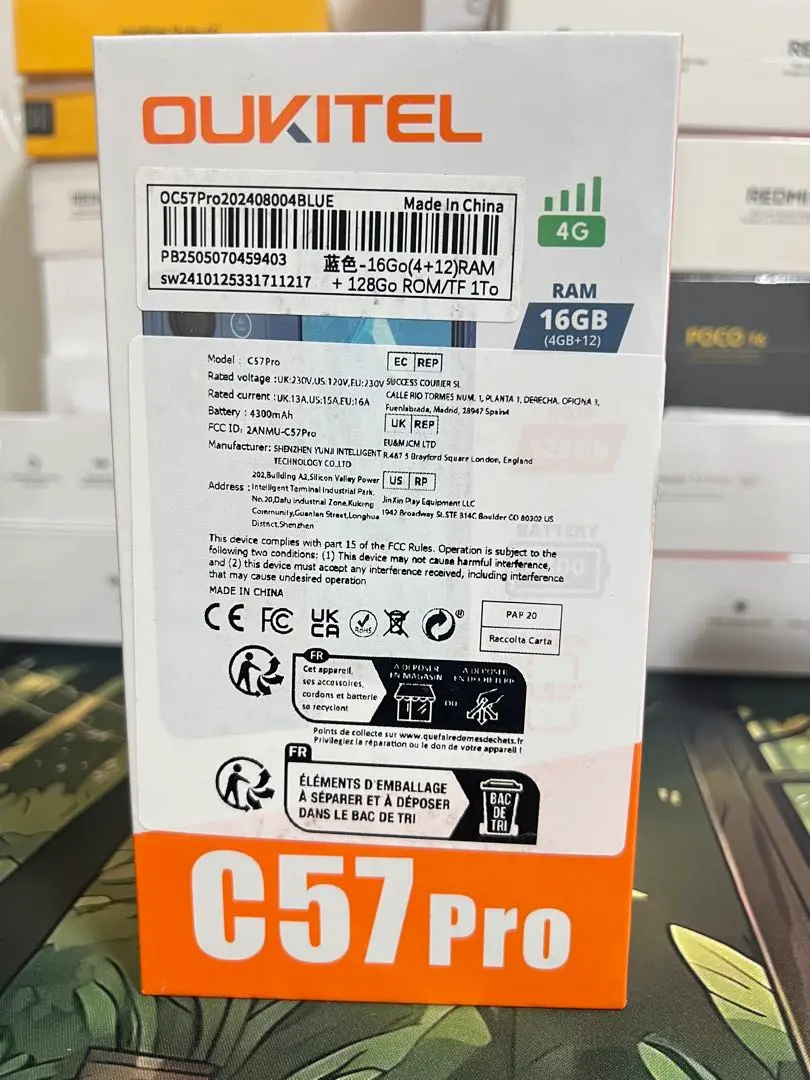 OUKITEL
OC57Pro202408004BLUE Made In China
PB2505070459403 蓝色-16Go(4+12)RAM
sw2410125331711217 + 128Go ROM/TF 1To
4G
RAM
16GB
(4GB+12)
Model : C57Pro
Rated voltage :UK:230V,US:120V,EU:230V
Rated current :UK:13A,US:15A,EU:16A
Battery : 4300mAh
FCC ID: 2ANMU-C57Pro
Manufacturer: SHENZHEN YUNJI INTELLIGENT
TECHNOLOGY CO.,LTD
202,Building A2,Silicon Valley Power
Address : Intelligent Terminal Industrial Park.
No.20,Dafu industrial Zone,Kukeng
Community,Guanlan Street,Longhua
District,Shenzhen
EC REP
SUCCESS COURIER SL
CALLE RIO TORMES NUM. 1, PLANTA 1, DERECHA. OFICINA 3,
Fuenlabrada, Madrid, 28947 Spain
UK REP
EU&MJCM LTD
R.487 5 Brayford Square London, England
US RP
JinXin Play Equipment LLC
1942 Broadway St.STE 314C Boulder CO 80302 US
128GB
BATTERY
This device complies with part 15 of the FCC Rules. Operation is subject to the
following two conditions: (1) This device may not cause harmful interference,
and (2) this device must accept any interference received, including interference
that may cause undesired operation
MADE IN CHINA
CE FC UK
CA
RoHS
PAP 20
Raccolta Carta
FR
Cet appareil,
ses accessoires,
cordons et batterie
se recyclent
À DÉPOSER
EN MAGASIN
OU
À DÉPOSER
EN DÉCHÈTERIE
Points de collecte sur www.quefairedemesdechets.fr
Privilégiez la réparation ou le don de votre appareil !
FR
ÉLÉMENTS D'EMBALLAGE
À SÉPARER ET À DÉPOSER
DANS LE BAC DE TRI
BAC
DE
TRI
C57 Pro
REDMI
POCO